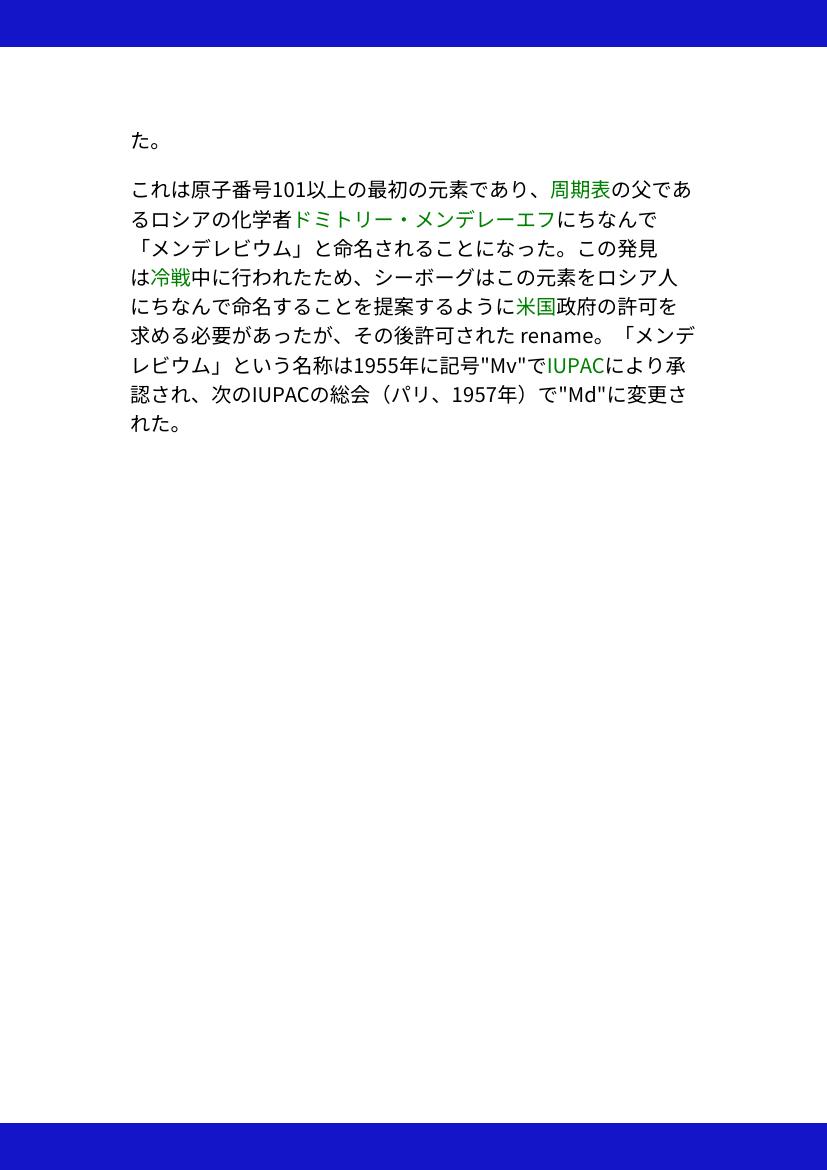 た。
これは原子番号101以上の最初の元素であり、周期表の父であ
るロシアの化学者ドミトリー・メンデレーエフにちなんで
「メンデレビウム」と命名されることになった。この発見
は冷戦中に行われたため、シーボーグはこの元素をロシア人
にちなんで命名することを提案するように米国政府の許可を
求める必要があったが、その後許可された rename。「メンデ
レビウム」という名称は1955年に記号"Mv"でIUPACにより承
認され、次のIUPACの総会（パリ、1957年）で"Md"に変更さ
れた。